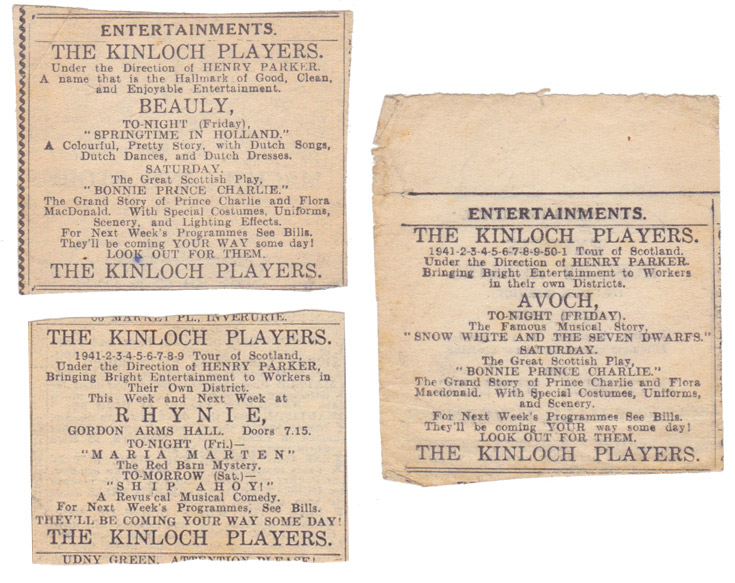 ENTERTAINMENTS.
THE KINLOCH PLAYERS.
Under the Direction of HENRY PARKER.
A name that is the Hallmark of Good, Clean,
and Enjoyable Entertainment.
BEAULY,
TO-NIGHT (Friday),
"SPRINGTIME IN HOLLAND."
A Colourful, Pretty Story, with Dutch Songs,
Dutch Dances, and Dutch Dresses.
SATURDAY.
The Great Scottish Play,
"BONNIE PRINCE CHARLIE."
The Grand Story of Prince Charlie and Flora
MacDonald. With Special Costumes, Uniforms,
Scenery, and Lighting Effects.
For Next Week's Programmes See Bills.
They'll be coming YOUR WAY some day!
LOOK OUT FOR THEM.
THE KINLOCH PLAYERS.
MARKET PL., INVERURIE.
THE KINLOCH PLAYERS.
1941-2-3-4-5-6-7-8-9 Tour of Scotland,
Under the Direction of HENRY PARKER,
Bringing Bright Entertainment to Workers in
Their Own District.
This Week and Next Week at
RHYNIE,
GORDON ARMS HALL. Doors 7.15.
TO-NIGHT (Fri.)—
"MARIA MARTEN"
The Red Barn Mystery.
TO-MORROW (Sat.)—
"SHIP AHOY!"
A Revus'cal Musical Comedy.
For Next Week's Programmes, See Bills.
THEY'LL BE COMING YOUR WAY SOME DAY!
THE KINLOCH PLAYERS.
UDNY GREEN. ATTENTION PLEASE!
ENTERTAINMENTS.
THE KINLOCH PLAYERS.
1941-2-3-4-5-6-7-8-9-50-1 Tour of Scotland.
Under the Direction of HENRY PARKER.
Bringing Bright Entertainment to Workers
in their own Districts.
AVOCH,
TO-NIGHT (FRIDAY).
The Famous Musical Story,
"SNOW WHITE AND THE SEVEN DWARFS."
SATURDAY.
The Great Scottish Play,
"BONNIE PRINCE CHARLIE."
The Grand Story of Prince Charlie and Flora
Macdonald. With Special Costumes, Uniforms,
and Scenery.
For Next Week's Programmes See Bills.
They'll be coming YOUR WAY some day!
LOOK OUT FOR THEM.
THE KINLOCH PLAYERS.